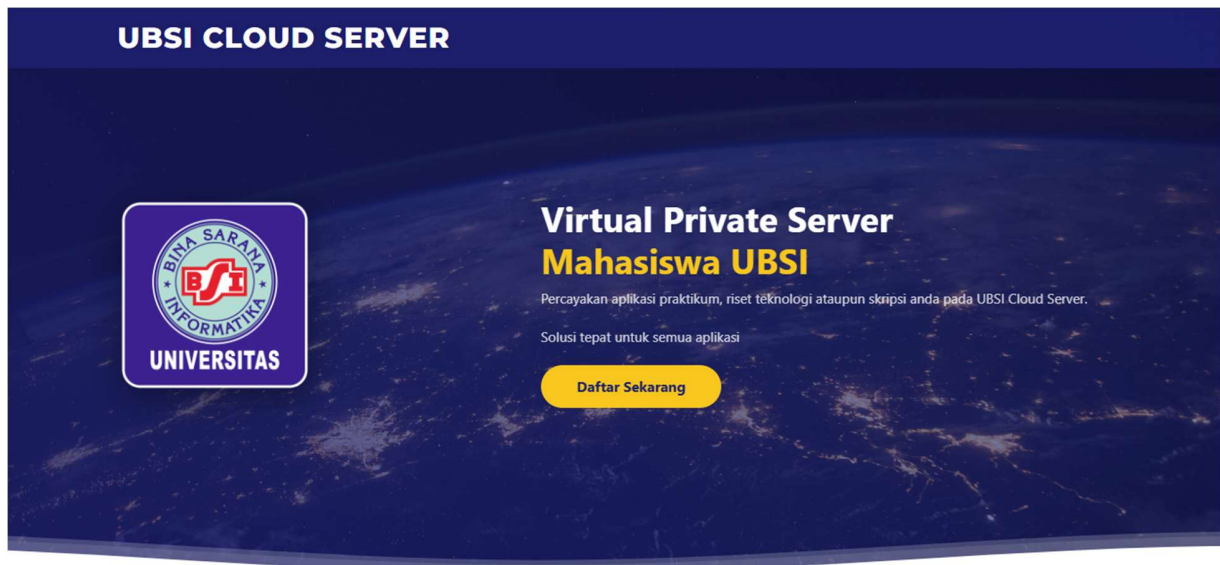 UBSI CLOUD SERVER
BINA SARANA
INFORMATIKA
BSI
UNIVERSITAS
Virtual Private Server
Mahasiswa UBSI
Percayakan aplikasi praktikum, riset teknologi ataupun skripsi anda pada UBSI Cloud Server.
Solusi tepat untuk semua aplikasi
Daftar Sekarang